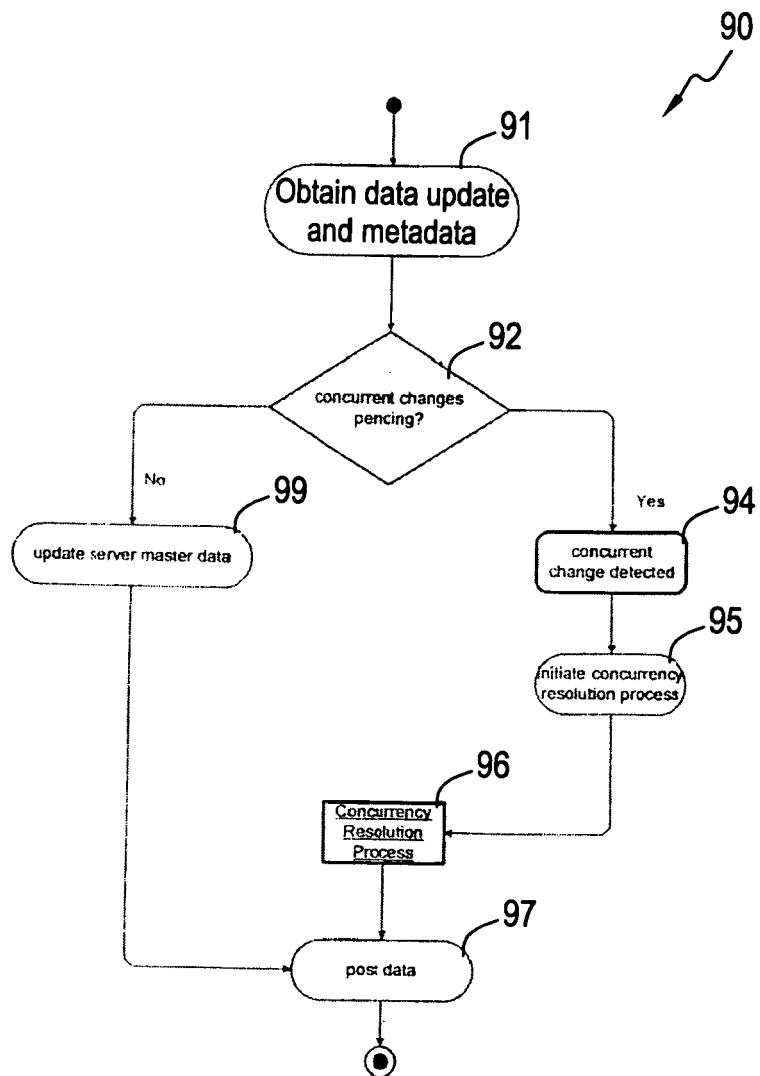 90
91
Obtain data update
and metadata
92
concurrent changes
pencing?
No
99
update server master data
Yes
94
concurrent
change detected
95
initiate concurrency
resolution process
96
Concurrency
Resolution
Process
97
post data